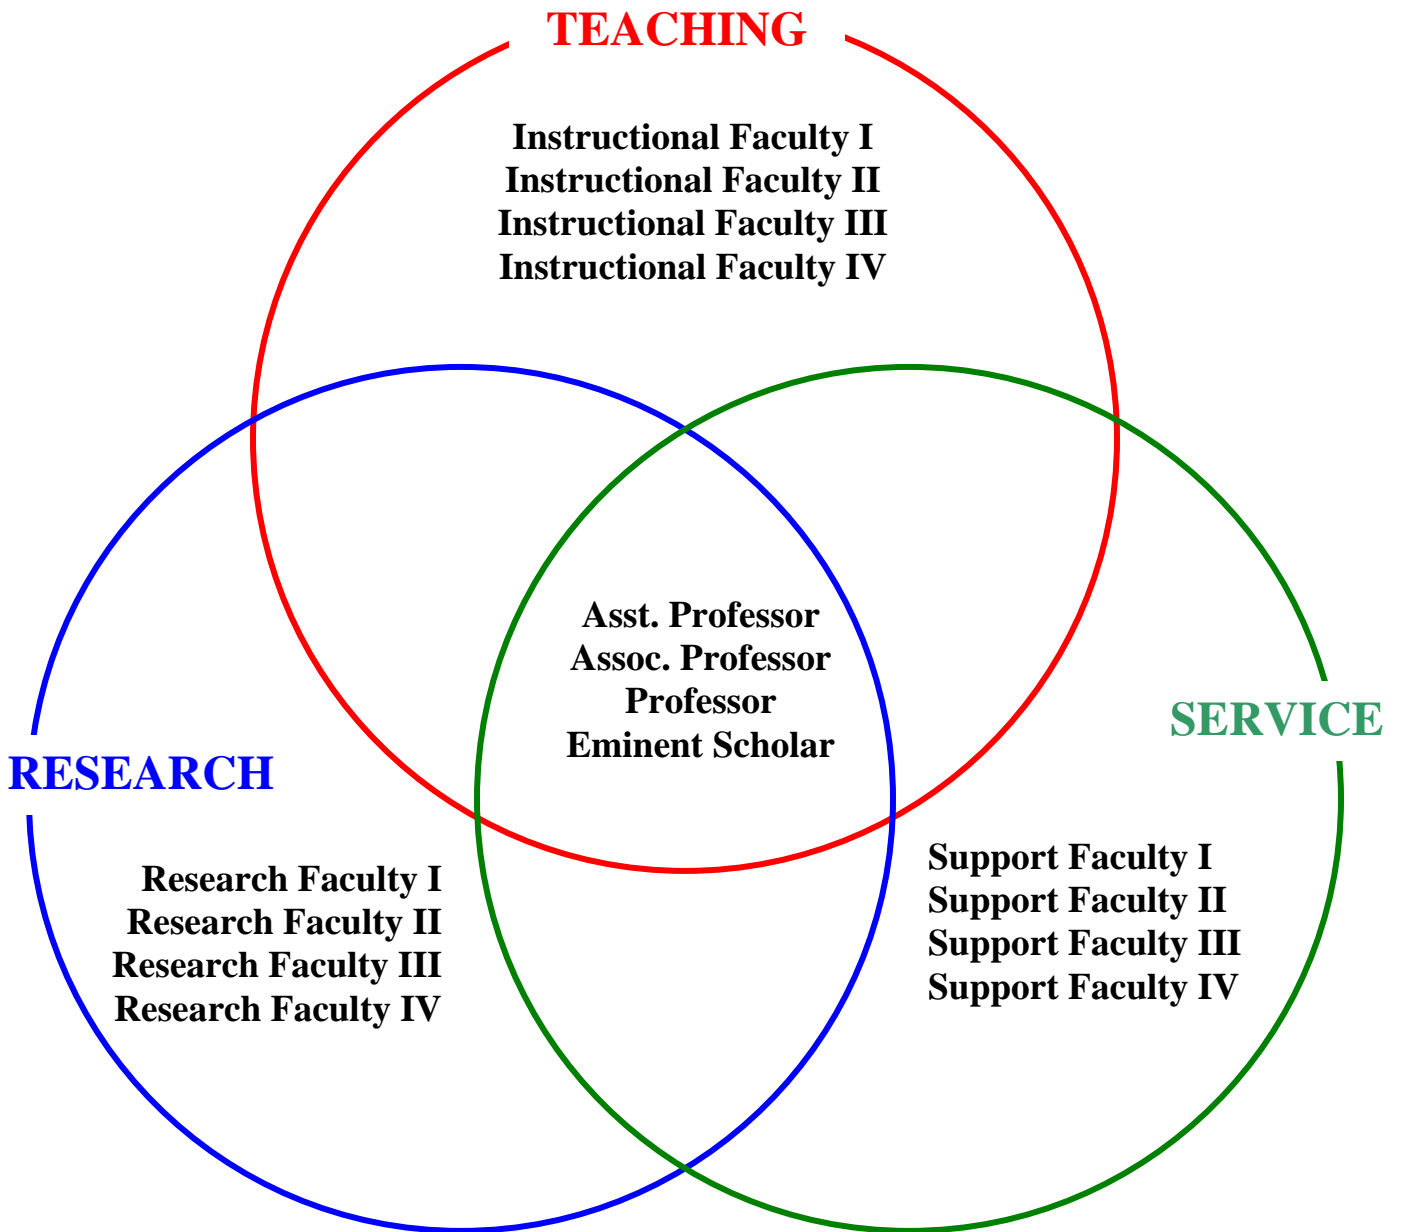 TEACHING
Instructional Faculty I
Instructional Faculty II
Instructional Faculty III
Instructional Faculty IV
Asst. Professor
Assoc. Professor
Professor
Eminent Scholar
SERVICE
RESEARCH
Research Faculty I
Research Faculty II
Research Faculty III
Research Faculty IV
Support Faculty I
Support Faculty II
Support Faculty III
Support Faculty IV